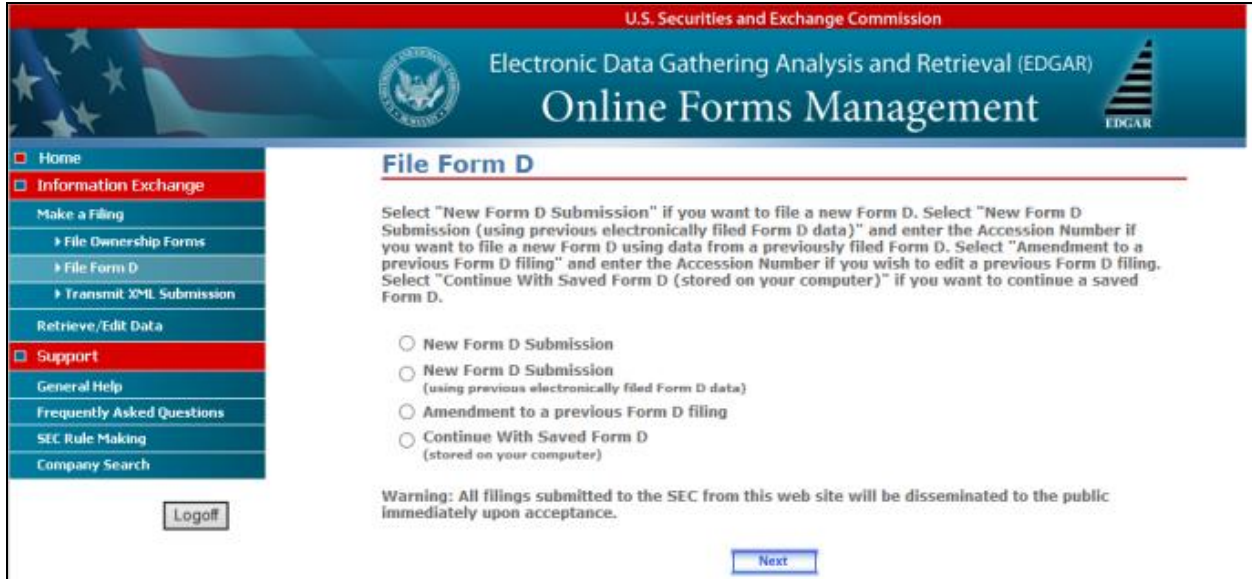 U.S. Securities and Exchange Commission
Electronic Data Gathering Analysis and Retrieval (EDGAR)
Online Forms Management
EDGAR
Home
Information Exchange
Make a Filing
File Ownership Forms
File Form D
Transmit XML Submission
Retrieve/Edit Data
Support
General Help
Frequently Asked Questions
SEC Rule Making
Company Search
Logoff
File Form D
Select "New Form D Submission" if you want to file a new Form D. Select "New Form D
Submission (using previous electronically filed Form D data)" and enter the Accession Number if
you want to file a new Form D using data from a previously filed Form D. Select "Amendment to a
previous Form D filing" and enter the Accession Number if you wish to edit a previous Form D filing.
Select "Continue With Saved Form D (stored on your computer)" if you want to continue a saved
Form D.
New Form D Submission
New Form D Submission
(using previous electronically filed Form D data)
Amendment to a previous Form D filing
Continue With Saved Form D
(stored on your computer)
Warning: All filings submitted to the SEC from this web site will be disseminated to the public
immediately upon acceptance.
Next